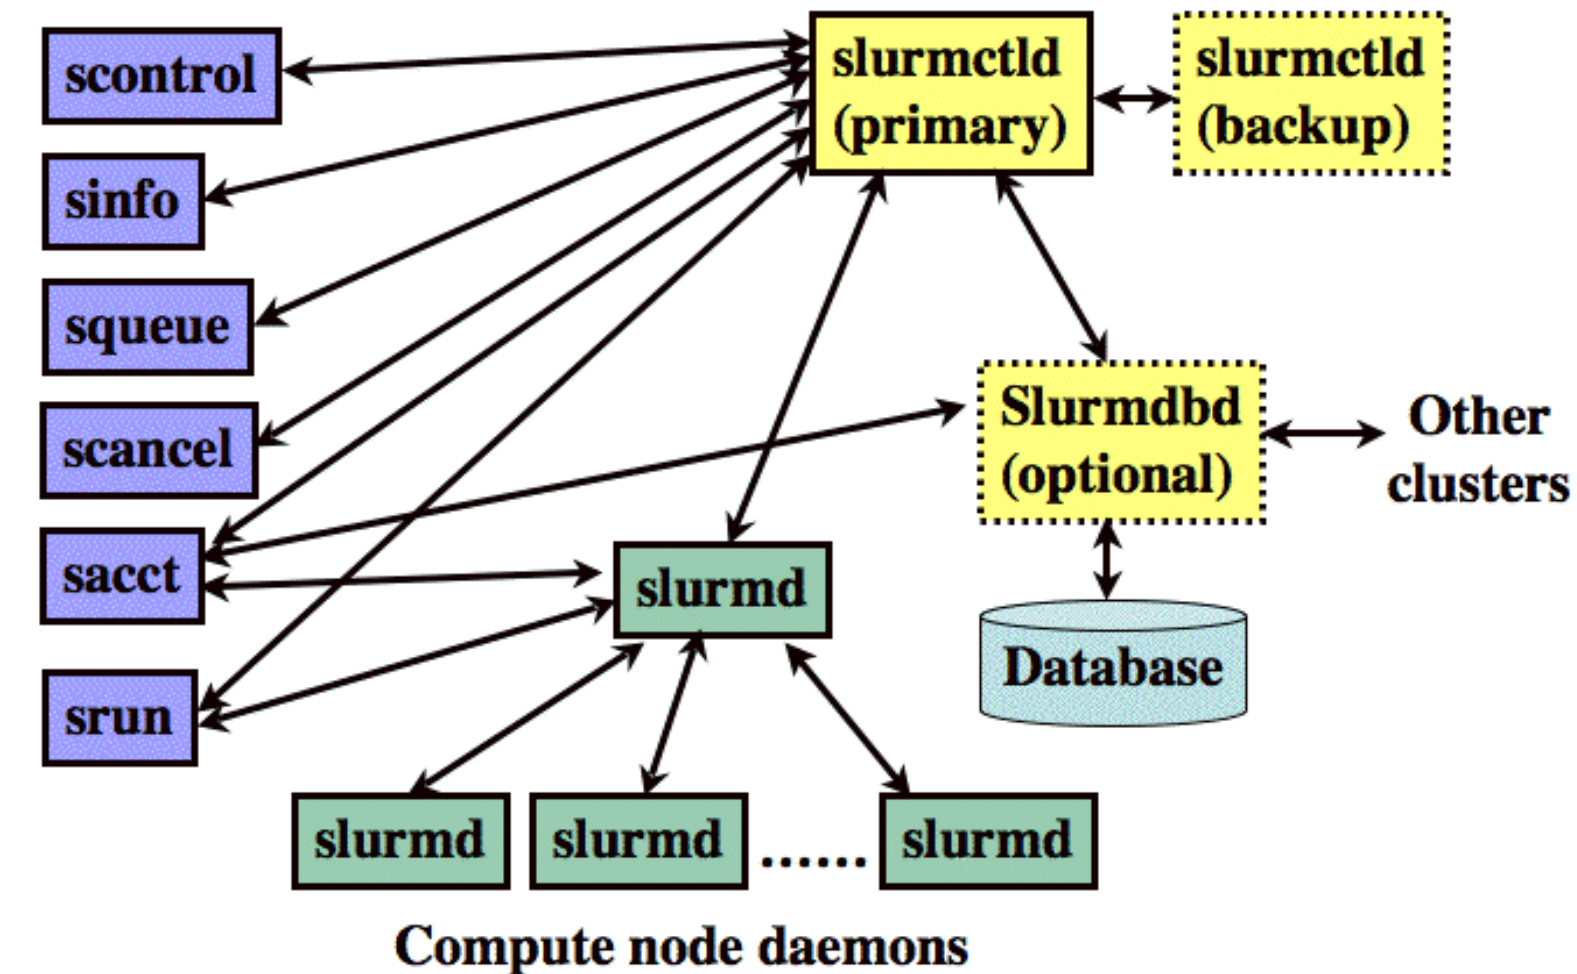 scontrol
sinfo
squeue
scancel
sacct
srun
slurmctld
(primary)
slurmctld
(backup)
Slurmdbd
(optional)
Other
clusters
Database
slurmd
slurmd
slurmd
......
slurmd
Compute node daemons